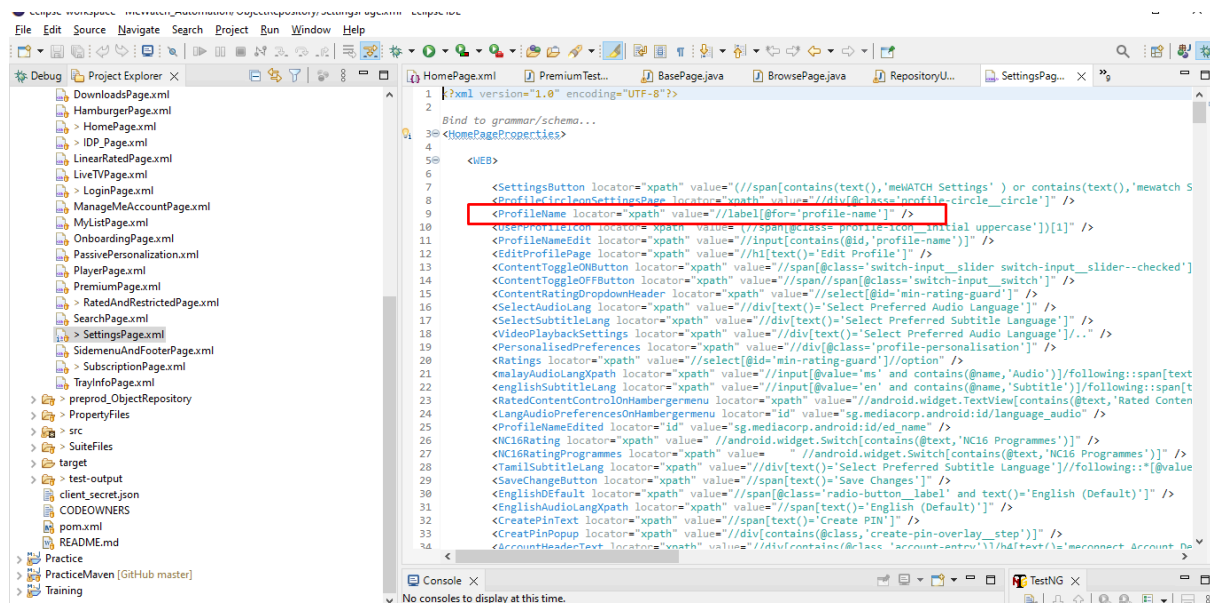 File Edit Source Navigate Search Project Run Window Help
Debug Project Explorer
DownloadsPage.xml
HamburgerPage.xml
> HomePage.xml
> IDP_Page.xml
LinearRatedPage.xml
LiveTVPage.xml
> LoginPage.xml
ManageMeAccountPage.xml
MyListPage.xml
OnboardingPage.xml
PassivePersonalization.xml
PlayerPage.xml
PremiumPage.xml
> RatedAndRestrictedPage.xml
SearchPage.xml
> SettingsPage.xml
SidemenuAndFooterPage.xml
> SubscriptionPage.xml
TrayInfoPage.xml
> preprod_ObjectRepository
> PropertyFiles
> src
> SuiteFiles
target
> test-output
client_secret.json
CODEOWNERS
pom.xml
README.md
Practice
PracticeMaven [GitHub master]
Training
HomePage.xml PremiumTest... BasePage.java BrowsePage.java RepositoryU... SettingsPag... »9
1 <?xml version="1.0" encoding="UTF-8"?>
2
Bind to grammar/schema...
3 <HomePageProperties>
4
5 <WEB>
6
7 <SettingsButton locator="xpath" value="(//span[contains(text(),'meWATCH Settings' ) or contains(text(),'mewatch S
8 <ProfileCircleonSettingsPage locator="xpath" value="//div[@class='profile-circle__circle']" />
9 <ProfileName locator="xpath" value="//label[@for='profile-name']" />
10 <UserProfileIcon locator="xpath" value="(//span[@class='profile-icon__initial uppercase'])[1]" />
11 <ProfileNameEdit locator="xpath" value="//input[contains(@id,'profile-name')]" />
12 <EditProfilePage locator="xpath" value="//h1[text()='Edit Profile']" />
13 <ContentToggleONButton locator="xpath" value="//span[@class='switch-input__slider switch-input__slider--checked']
14 <ContentToggleOFFButton locator="xpath" value="//span//span[@class='switch-input__switch']" />
15 <ContentRatingDropdownHeader locator="xpath" value="//select[@id='min-rating-guard']" />
16 <SelectAudioLang locator="xpath" value="//div[text()='Select Preferred Audio Language']" />
17 <SelectSubtitleLang locator="xpath" value="//div[text()='Select Preferred Subtitle Language']" />
18 <VideoPlaybackSettings locator="xpath" value="//div[text()='Select Preferred Audio Language']/.." />
19 <PersonalisedPreferences locator="xpath" value="//div[@class='profile-personalisation']" />
20 <Ratings locator="xpath" value="//select[@id='min-rating-guard']//option" />
21 <malayAudioLangXpath locator="xpath" value="//input[@value='ms' and contains(@name,'Audio')]/following::span[text
22 <englishSubtitleLang locator="xpath" value="//input[@value='en' and contains(@name,'Subtitle')]/following::span[t
23 <RatedContentControlOnHambergermenu locator="xpath" value="//android.widget.TextView[contains(@text,'Rated Conten
24 <LangAudioPreferencesOnHambergermenu locator="id" value="sg.mediacorp.android:id/language_audio" />
25 <ProfileNameEdited locator="id" value="sg.mediacorp.android:id/ed_name" />
26 <NC16Rating locator="xpath" value=" //android.widget.Switch[contains(@text,'NC16 Programmes')]" />
27 <NC16RatingProgrammes locator="xpath" value= " //android.widget.Switch[contains(@text,'NC16 Programmes')]" />
28 <TamilSubtitleLang locator="xpath" value="//div[text()='Select Preferred Subtitle Language']//following::*[@value
29 <SaveChangeButton locator="xpath" value="//span[text()='Save Changes']" />
30 <EnglishDEfault locator="xpath" value="//span[@class='radio-button__label' and text()='English (Default)']" />
31 <EnglishAudioLangXpath locator="xpath" value="//span[text()='English (Default)']" />
32 <CreatePinText locator="xpath" value="//span[text()='Create PIN']" />
33 <CreatPinPopup locator="xpath" value="//div[contains(@class,'create-pin-overlay__step')]" />
34 <AccountHeaderText locator="xpath" value="//div[contains(@class,'account-entry')]/h4[text()='meconnect Account De
Console
TestNG
No consoles to display at this time.